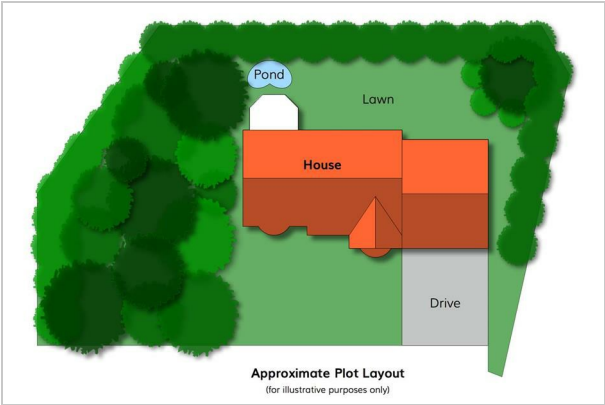 Pond
Lawn
House
Drive
Approximate Plot Layout
(for illustrative purposes only)